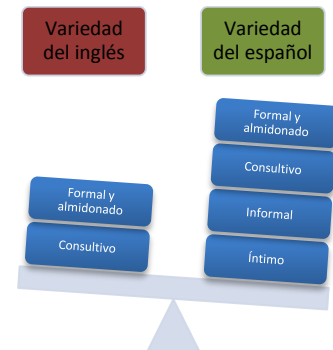 Variedad
del inglés
Variedad
del español
Formal y
almidonado
Consultivo
Formal y
almidonado
Consultivo
Informal
Íntimo